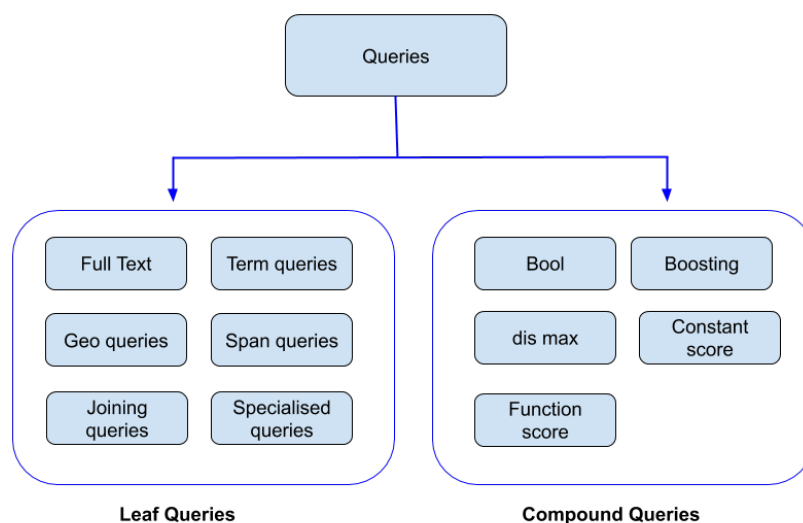 Queries
Full Text
Term queries
Geo queries
Span queries
Joining
queries
Specialised
queries
Leaf Queries
Bool
Boosting
dis max
Constant
score
Function
score
Compound Queries